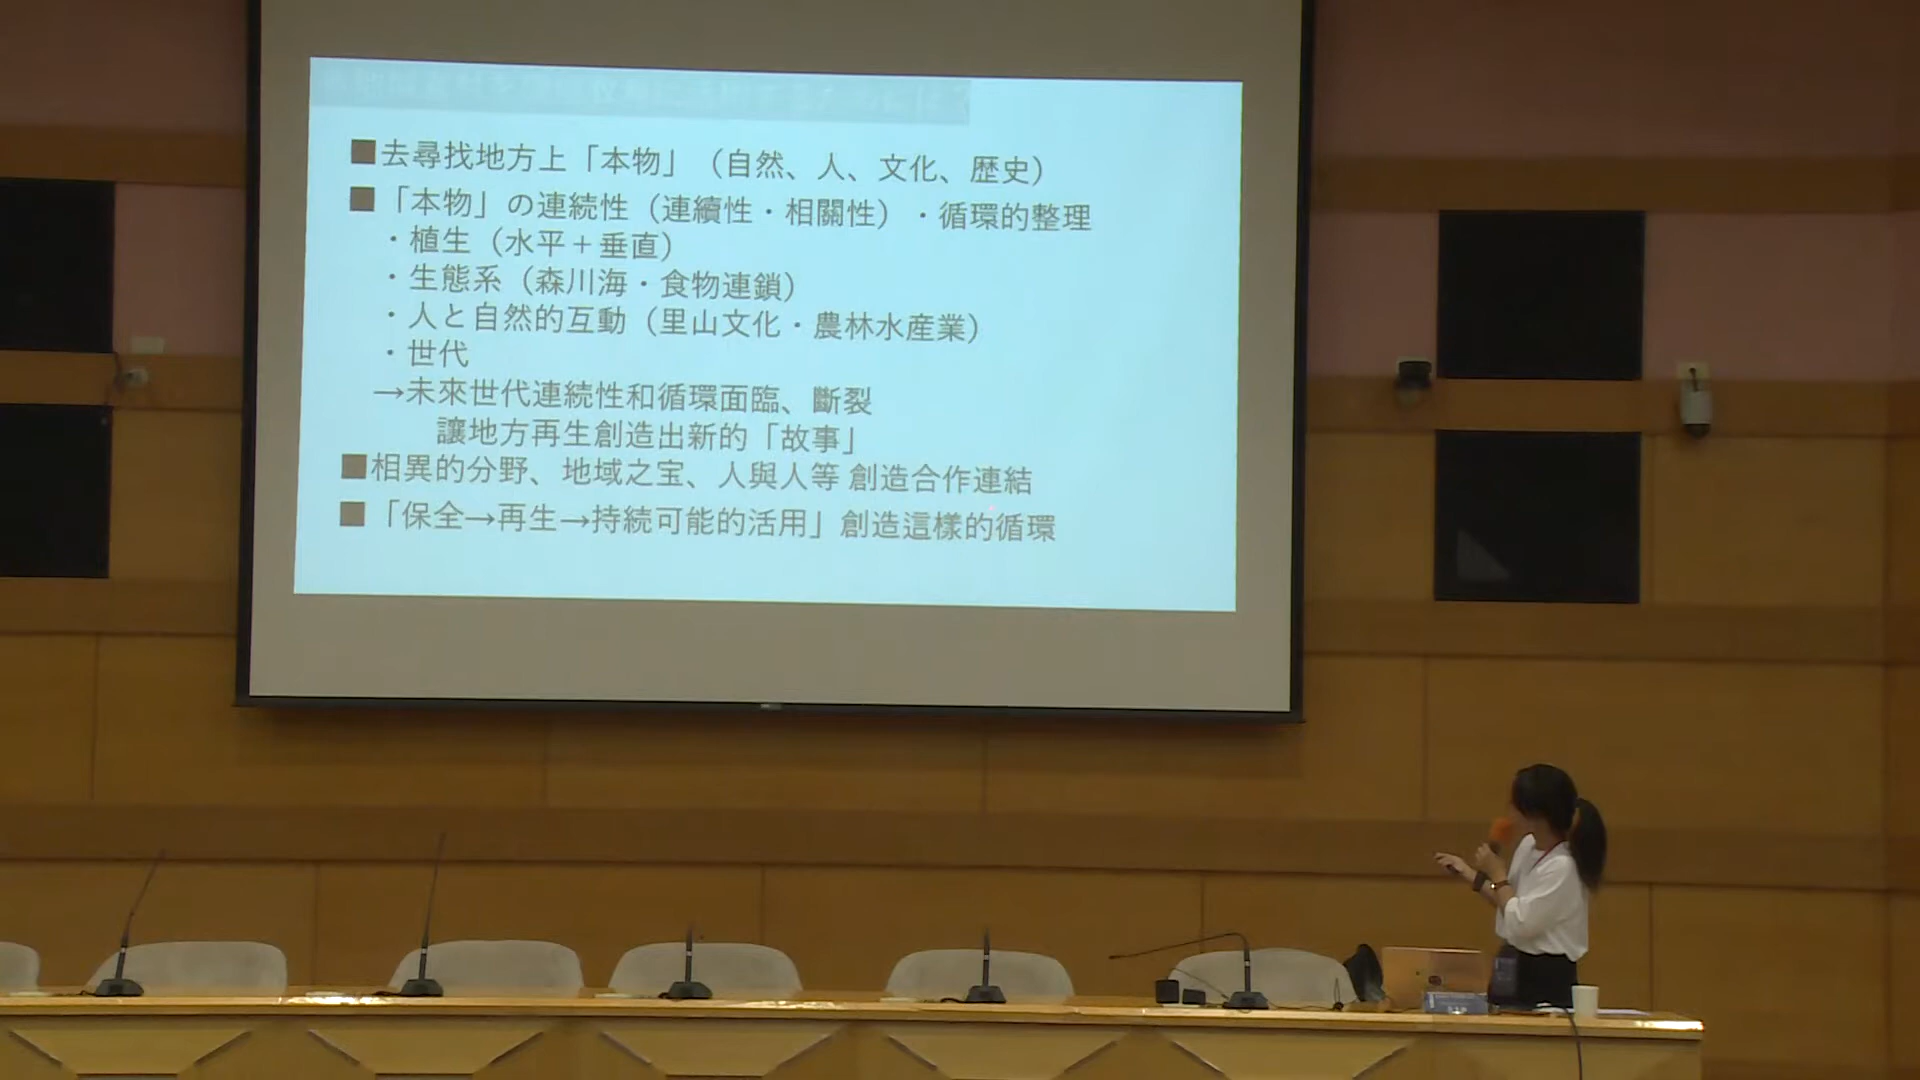 ■去尋找地方上「本物」（自然、人、文化、歴史）
■「本物」の連続性（連續性・相關性）・循環的整理
・植生（水平＋垂直）
・生態系（森川海・食物連鎖）
・人と自然的互動（里山文化・農林水産業）
・世代
→未來世代連続性和循環面臨、斷裂
讓地方再生創造出新的「故事」
■相異的分野、地域之宝、人與人等 創造合作連結
■「保全→再生→持続可能的活用」創造這樣的循環